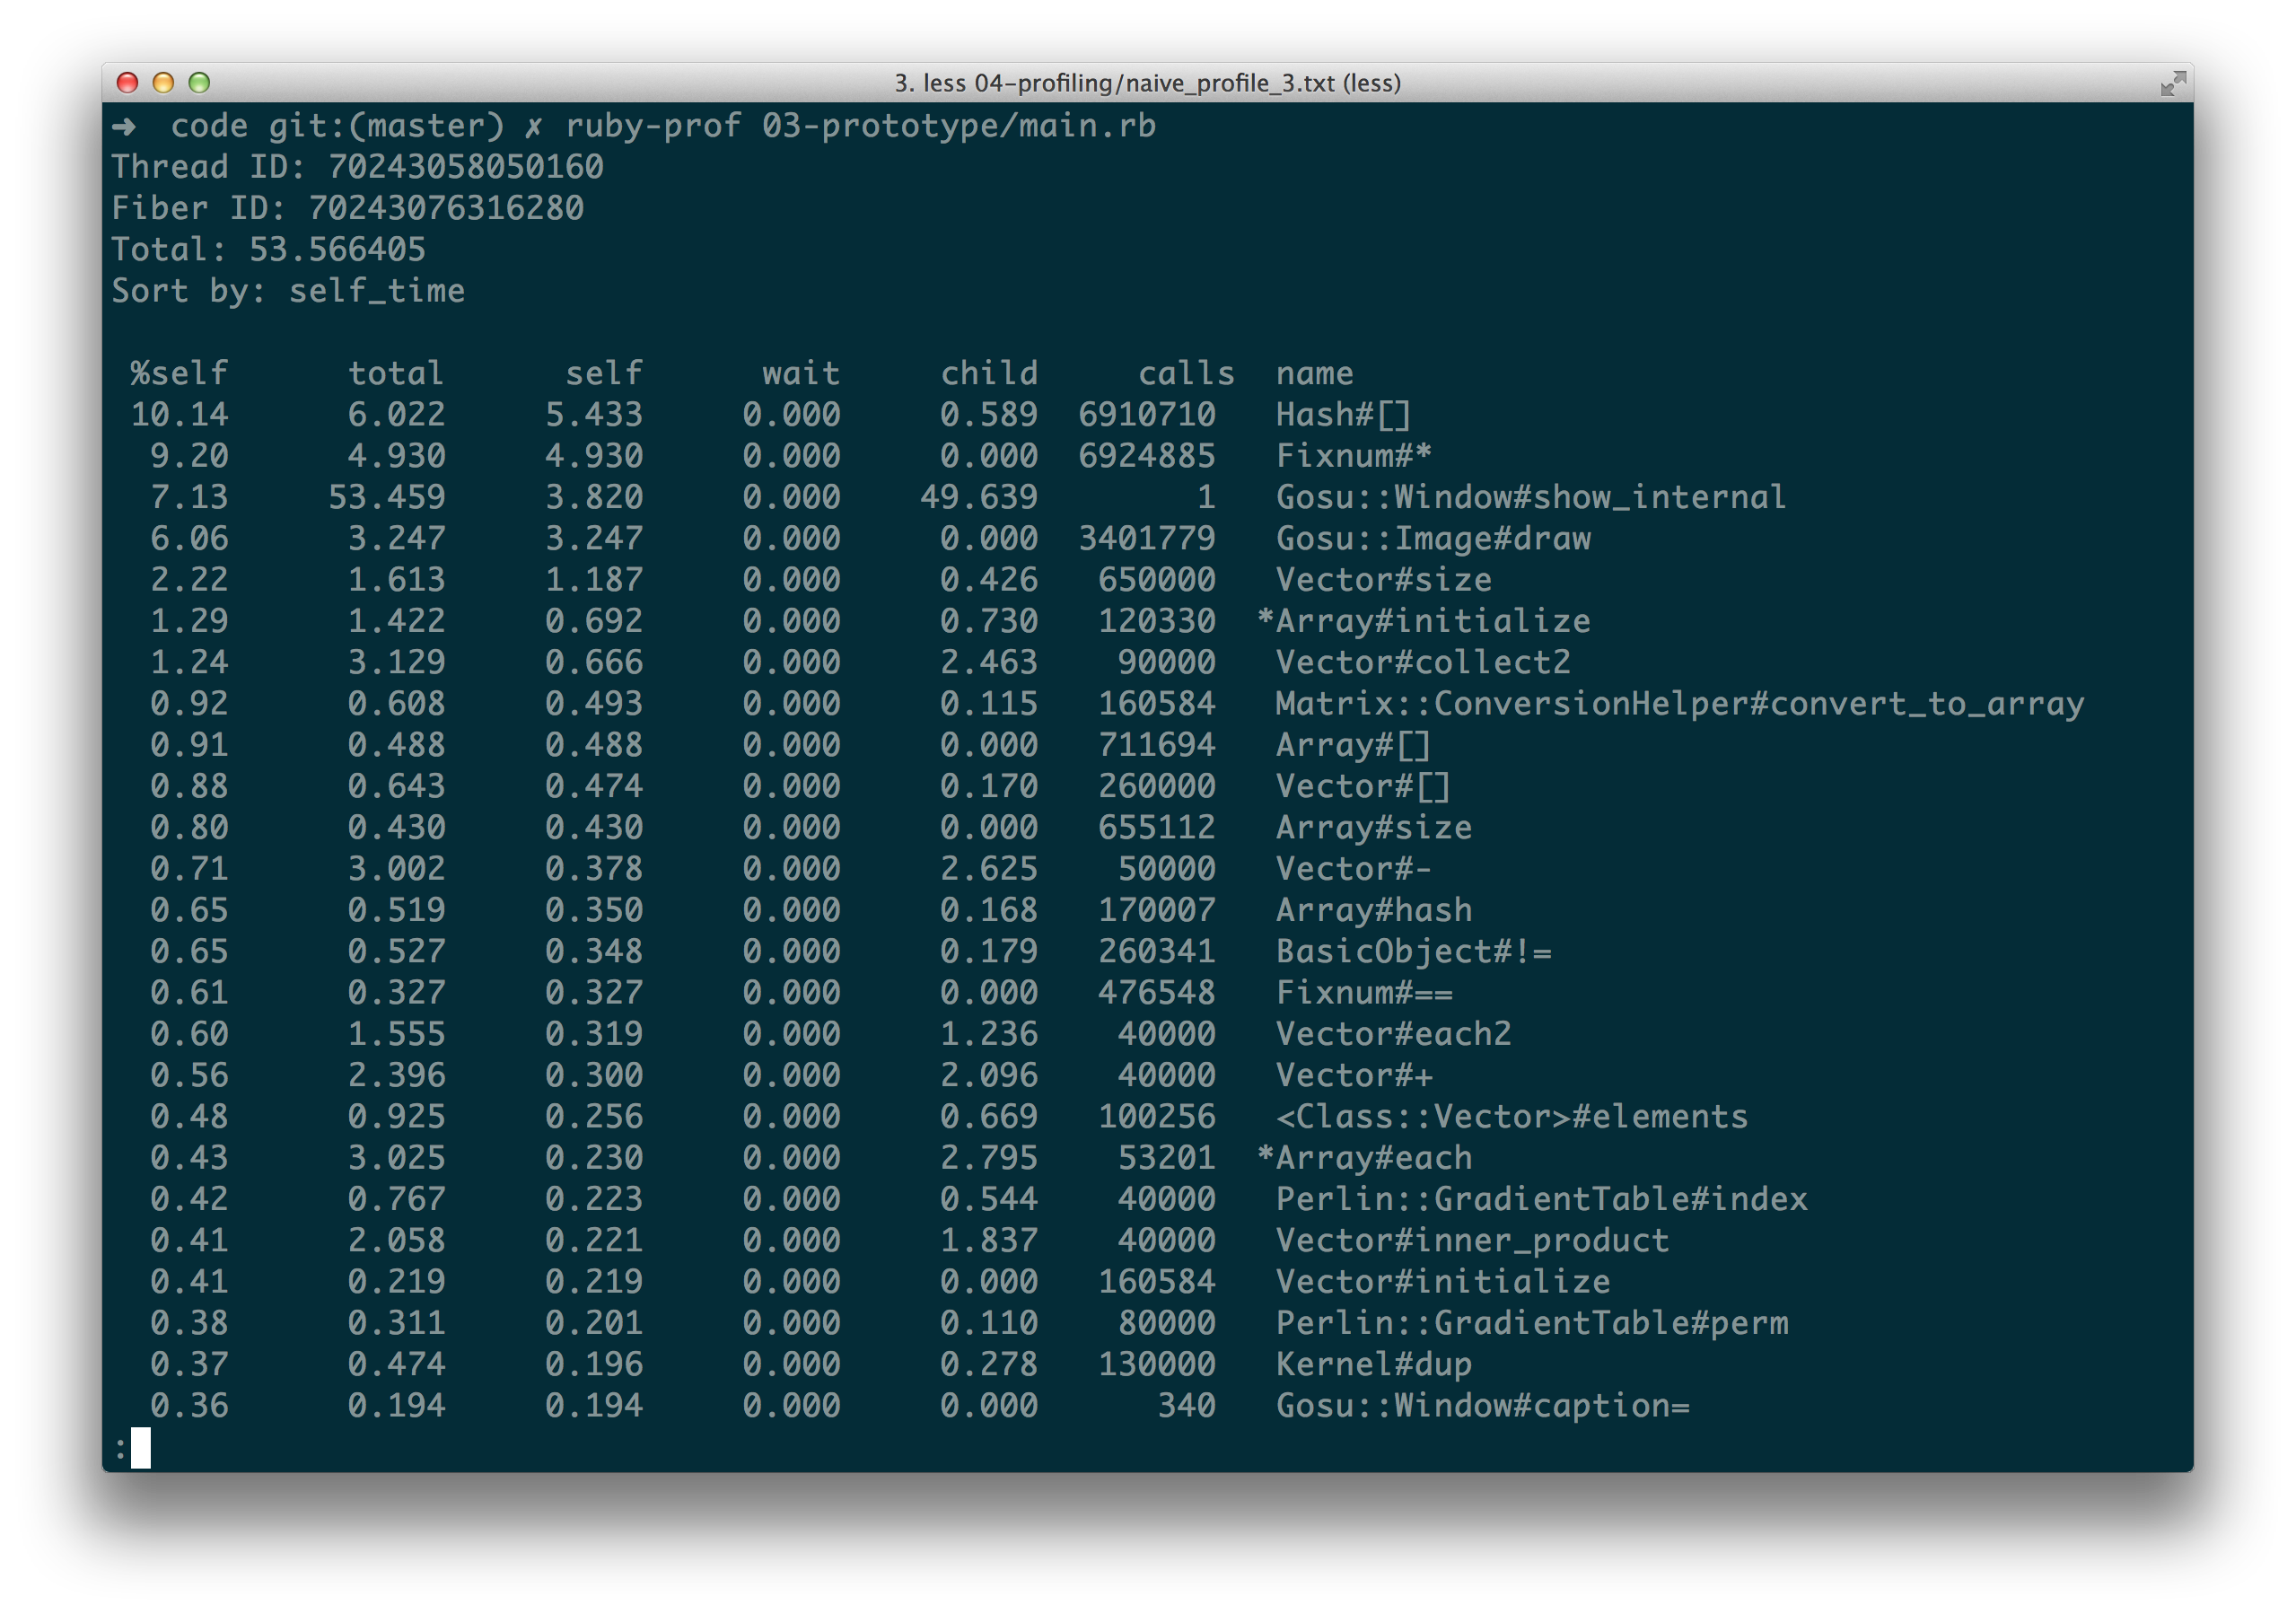 3. less 04-profiling/naive_profile_3.txt (less)
➜  code git:(master) ✗ ruby-prof 03-prototype/main.rb
Thread ID: 70243058050160
Fiber ID: 70243076316280
Total: 53.566405
Sort by: self_time
 %self      total      self      wait     child     calls  name
 10.14      6.022     5.433     0.000     0.589  6910710   Hash#[]
  9.20      4.930     4.930     0.000     0.000  6924885   Fixnum#*
  7.13     53.459     3.820     0.000    49.639        1   Gosu::Window#show_internal
  6.06      3.247     3.247     0.000     0.000  3401779   Gosu::Image#draw
  2.22      1.613     1.187     0.000     0.426   650000   Vector#size
  1.29      1.422     0.692     0.000     0.730   120330  *Array#initialize
  1.24      3.129     0.666     0.000     2.463    90000   Vector#collect2
  0.92      0.608     0.493     0.000     0.115   160584   Matrix::ConversionHelper#convert_to_array
  0.91      0.488     0.488     0.000     0.000   711694   Array#[]
  0.88      0.643     0.474     0.000     0.170   260000   Vector#[]
  0.80      0.430     0.430     0.000     0.000   655112   Array#size
  0.71      3.002     0.378     0.000     2.625    50000   Vector#-
  0.65      0.519     0.350     0.000     0.168   170007   Array#hash
  0.65      0.527     0.348     0.000     0.179   260341   BasicObject#!=
  0.61      0.327     0.327     0.000     0.000   476548   Fixnum#==
  0.60      1.555     0.319     0.000     1.236    40000   Vector#each2
  0.56      2.396     0.300     0.000     2.096    40000   Vector#+
  0.48      0.925     0.256     0.000     0.669   100256   <Class::Vector>#elements
  0.43      3.025     0.230     0.000     2.795    53201  *Array#each
  0.42      0.767     0.223     0.000     0.544    40000   Perlin::GradientTable#index
  0.41      2.058     0.221     0.000     1.837    40000   Vector#inner_product
  0.41      0.219     0.219     0.000     0.000   160584   Vector#initialize
  0.38      0.311     0.201     0.000     0.110    80000   Perlin::GradientTable#perm
  0.37      0.474     0.196     0.000     0.278   130000   Kernel#dup
  0.36      0.194     0.194     0.000     0.000      340   Gosu::Window#caption=
: